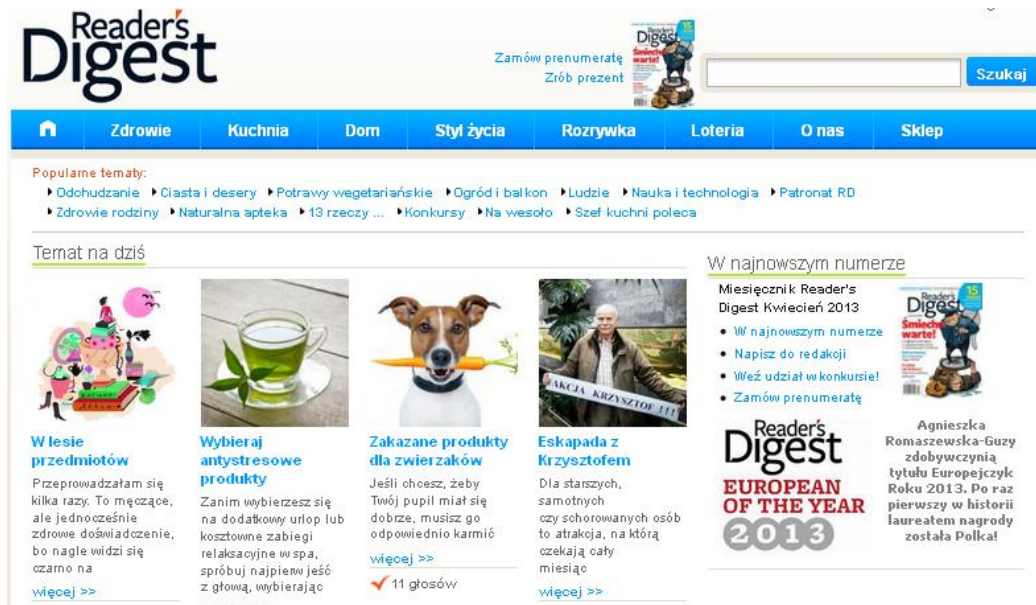 Reader's
Digest
Zamów prenumeratę
Zrób prezent
Digest
Szukaj
Zdrowie Kuchnia Dom Styl życia Rozrywka Loteria O nas Sklep
Popularne tematy:
Odchudzanie Ciasta i desery Potrawy wegetariańskie Ogród i balkon Ludzie Nauka i technologia Patronat RD
Zdrowie rodziny Naturalna apteka 13 rzeczy ... Konkursy Na wesoło Szef kuchni poleca
Temat na dziś
AKCJA KRZYSZTOF !!!
W lesie
przedmiotów
Przeprowadzałam się
kilka razy. To męczące,
ale jednocześnie
zdrowe doświadczenie,
bo nagle widzi się
czarno na
więcej >>
Wybieraj
antystresowe
produkty
Zanim wybierzesz się
na dodatkowy urlop lub
kosztowne zabiegi
relaksacyjne w spa,
spróbuj najpierw jeść
z głową, wybierając
Zakazane produkty
dla zwierzaków
Jeśli chcesz, żeby
Twój pupil miał się
dobrze, musisz go
odpowiednio karmić
więcej >>
11 głosów
Eskapada z
Krzysztofem
Dla starszych,
samotnych
czy schorowanych osób
to atrakcja, na którą
czekają cały
miesiąc
więcej >>
W najnowszym numerze
Miesięcznik Reader's
Digest Kwiecień 2013
W najnowszym numerze
Napisz do redakcji
Weź udział w konkursie!
Zamów prenumeratę
15
Reader's
Digest
Śmiechu
warte!
Reader's
Digest
EUROPEAN
OF THE YEAR
2013
Agnieszka
Romaszewska-Guzy
zdobywczynią
tytułu Europejczyk
Roku 2013. Po raz
pierwszy w historii
laureatem nagrody
została Polka!